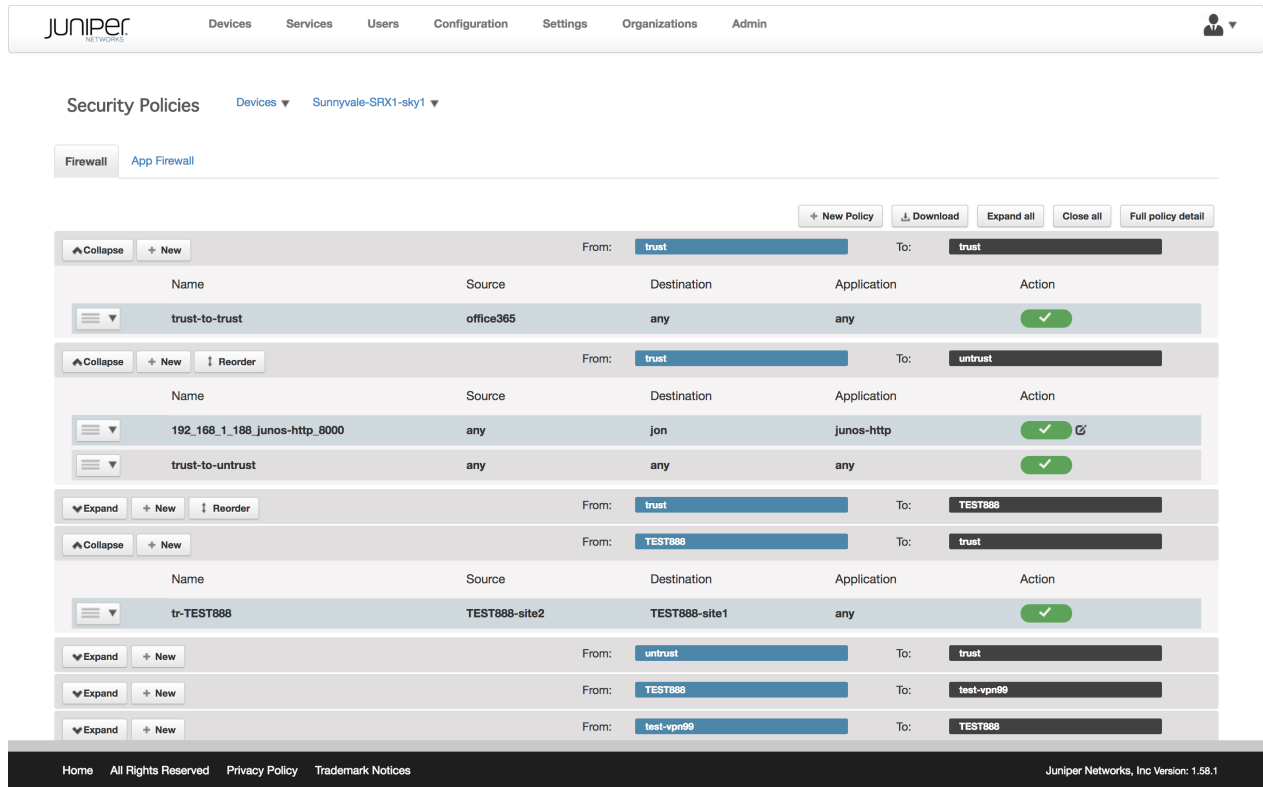 JUNIPER NETWORKS Devices Services Users Configuration Settings Organizations Admin
Security Policies Devices Sunnyvale-SRX1-sky1
Firewall App Firewall
+ New Policy Download Expand all Close all Full policy detail
Collapse + New From: trust To: trust
Name Source Destination Application Action
trust-to-trust office365 any any
Collapse + New Reorder From: trust To: untrust
Name Source Destination Application Action
192_168_1_188_junos-http_8000 any jon junos-http
trust-to-untrust any any any
Expand + New Reorder From: trust To: TEST888
Collapse + New From: TEST888 To: trust
Name Source Destination Application Action
tr-TEST888 TEST888-site2 TEST888-site1 any
Expand + New From: untrust To: trust
Expand + New From: TEST888 To: test-vpn99
Expand + New From: test-vpn99 To: TEST888
Home All Rights Reserved Privacy Policy Trademark Notices Juniper Networks, Inc Version: 1.58.1